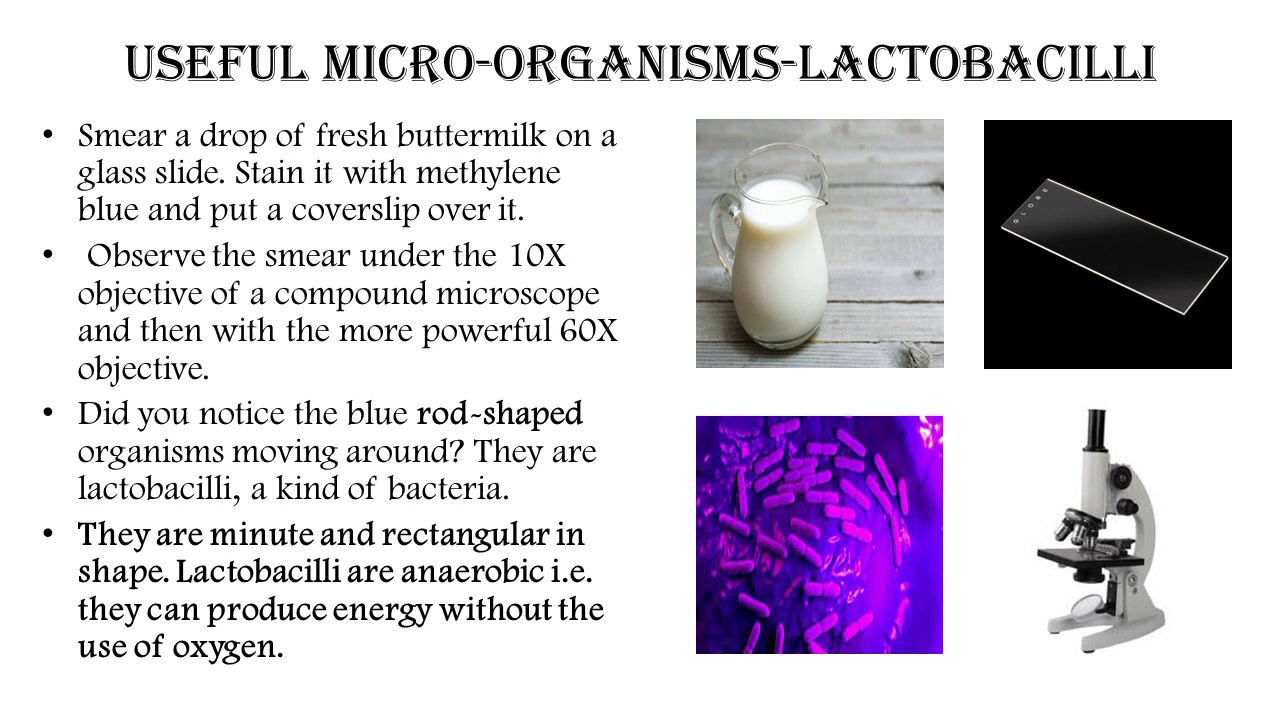 USEFUL MICRO-ORGANISMS-LACTOBACILLI
• Smear a drop of fresh buttermilk on a
glass slide. Stain it with methylene
blue and put a coverslip over it.
• Observe the smear under the 10X
objective of a compound microscope
and then with the more powerful 60X
objective.
• Did you notice the blue rod-shaped
organisms moving around? They are
lactobacilli, a kind of bacteria.
• They are minute and rectangular in
shape. Lactobacilli are anaerobic i.e.
they can produce energy without the
use of oxygen.
GLOBE